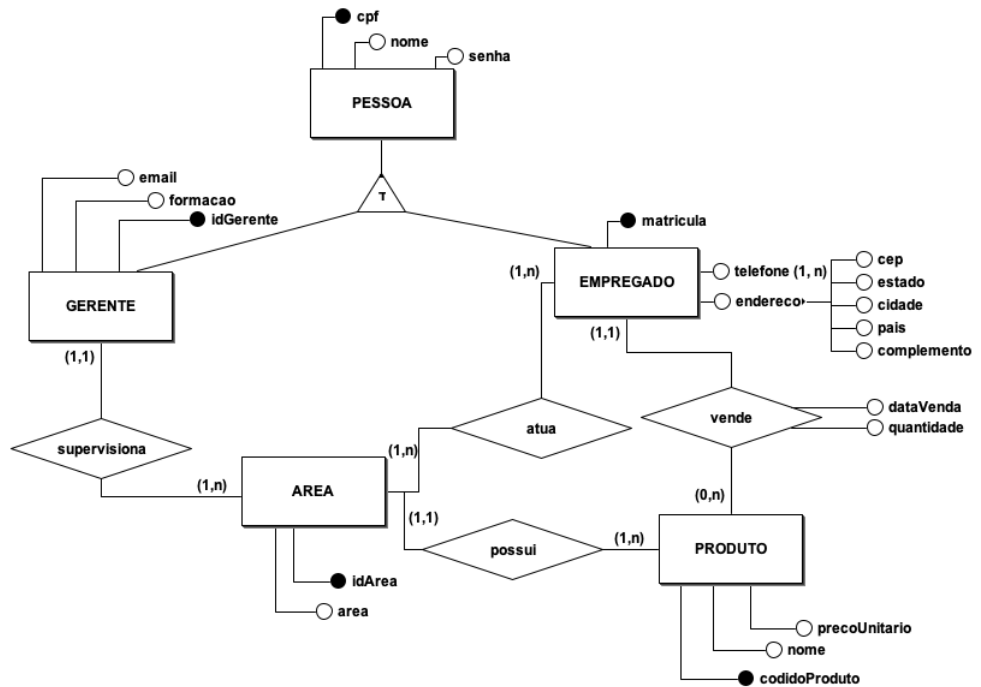 cpf
nome
senha
PESSOA
T
email
formacao
idGerente
GERENTE
(1,1)
matricula
(1,n)
EMPREGADO
telefone (1, n)
endereco
cep
estado
cidade
pais
complemento
(1,1)
supervisiona
atua
vende
dataVenda
quantidade
(1,n)
(1,n)
AREA
(1,1)
(0,n)
possui
(1,n)
PRODUTO
idArea
area
precoUnitario
nome
codidoProduto